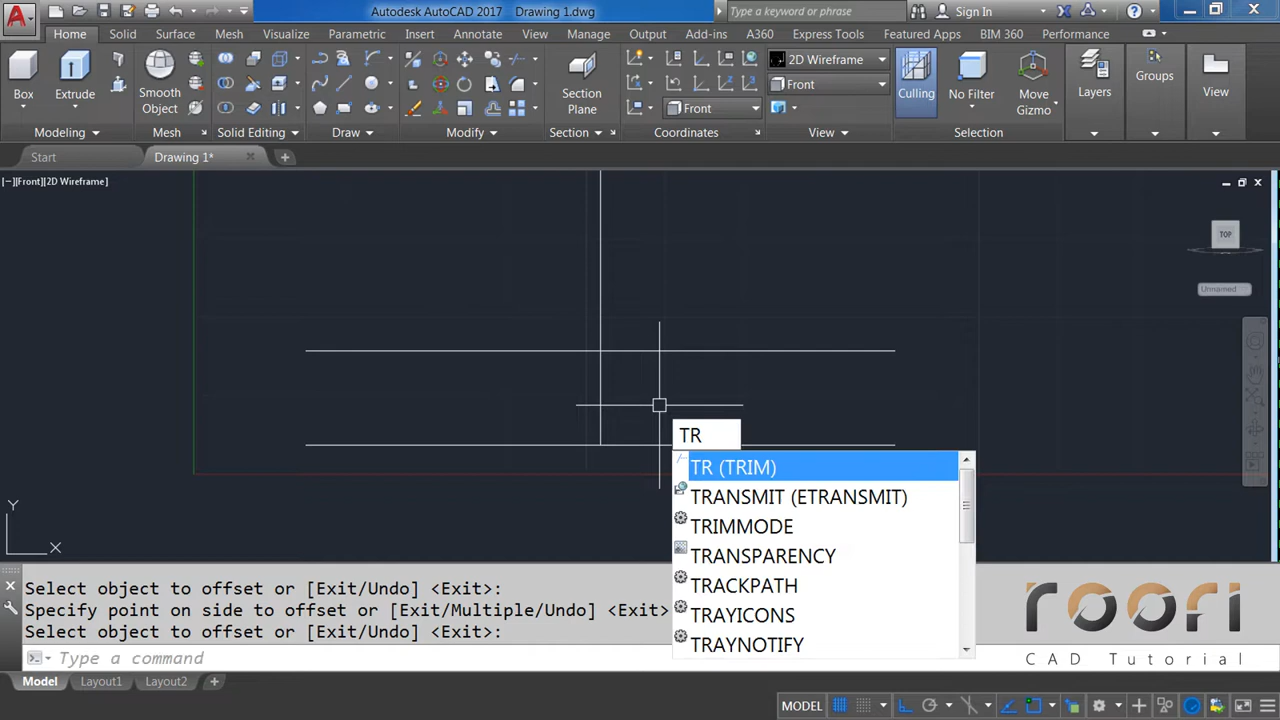 A Autodesk AutoCAD 2017 Drawing 1.dwg Type a keyword or phrase Sign In
Home Solid Surface Mesh Visualize Parametric Insert Annotate View Manage Output Add-ins A360 Express Tools Featured Apps BIM 360 Performance
Box Extrude Smooth Object Section Plane 2D Wireframe Front Front Culling No Filter Move Gizmo Layers Groups View
Modeling Mesh Solid Editing Draw Modify Section Coordinates View Selection
Start Drawing 1*
[−][Front][2D Wireframe]
TOP
Unnamed
TR
TR (TRIM)
TRANSMIT (ETRANSMIT)
TRIMMODE
TRANSPARENCY
TRACKPATH
TRAYICONS
TRAYNOTIFY
Y
X
Select object to offset or [Exit/Undo] <Exit>:
Specify point on side to offset or [Exit/Multiple/Undo] <Exit>
Select object to offset or [Exit/Undo] <Exit>:
Type a command
roori
CAD Tutorial
Model Layout1 Layout2
MODEL